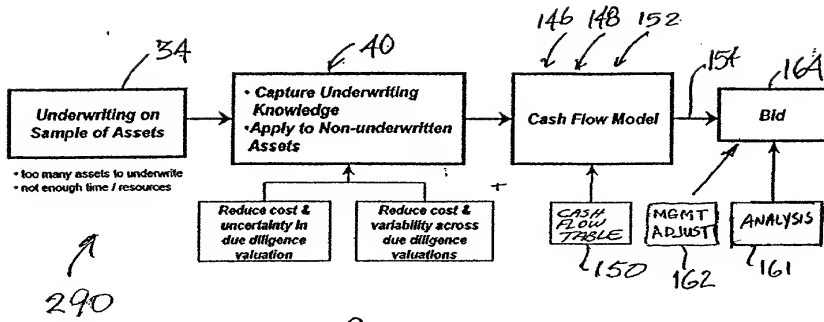 34
40
146 148 152
154
164
Underwriting on
Sample of Assets
• Capture Underwriting
Knowledge
• Apply to Non-underwritten
Assets
Cash Flow Model
Bid
• too many assets to underwrite
• not enough time / resources
Reduce cost &
uncertainty in
due diligence
valuation
Reduce cost &
variability across
due diligence
valuations
CASH
FLOW
TABLE
MGMT
ADJUST
ANALYSIS
150
162
161
290